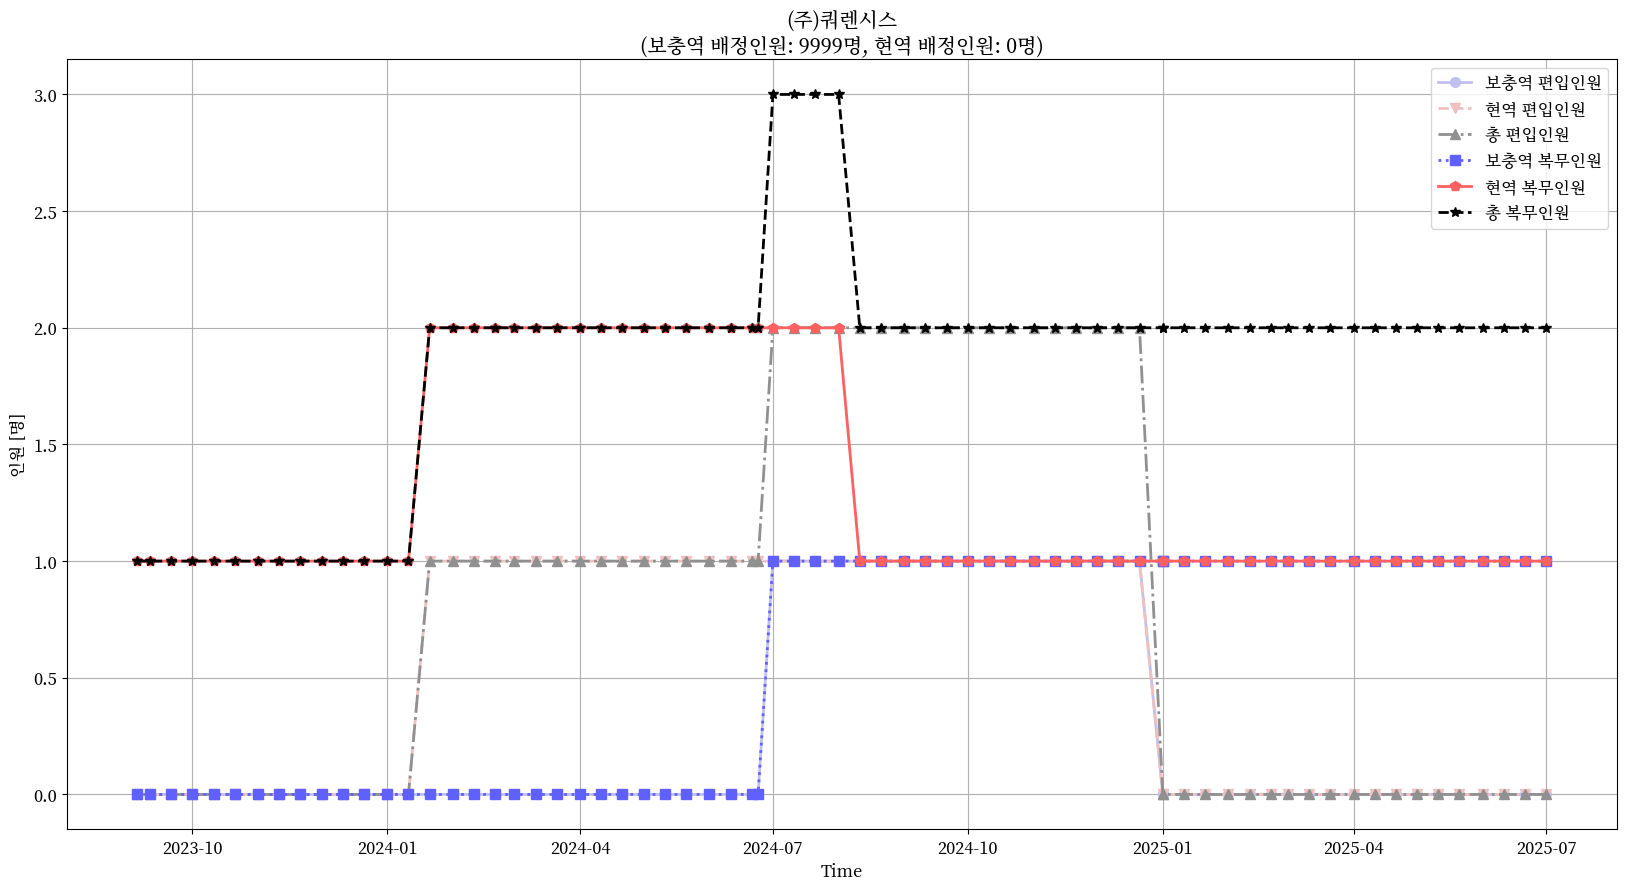 (주)쿼렌시스
(보충역 배정인원: 9999명, 현역 배정인원: 0명)
보충역 편입인원
현역 편입인원
총 편입인원
보충역 복무인원
현역 복무인원
총 복무인원
인원 [명]
3.0
2.5
2.0
1.5
1.0
0.5
0.0
2023-10
2024-01
2024-04
2024-07
2024-10
2025-01
2025-04
2025-07
Time